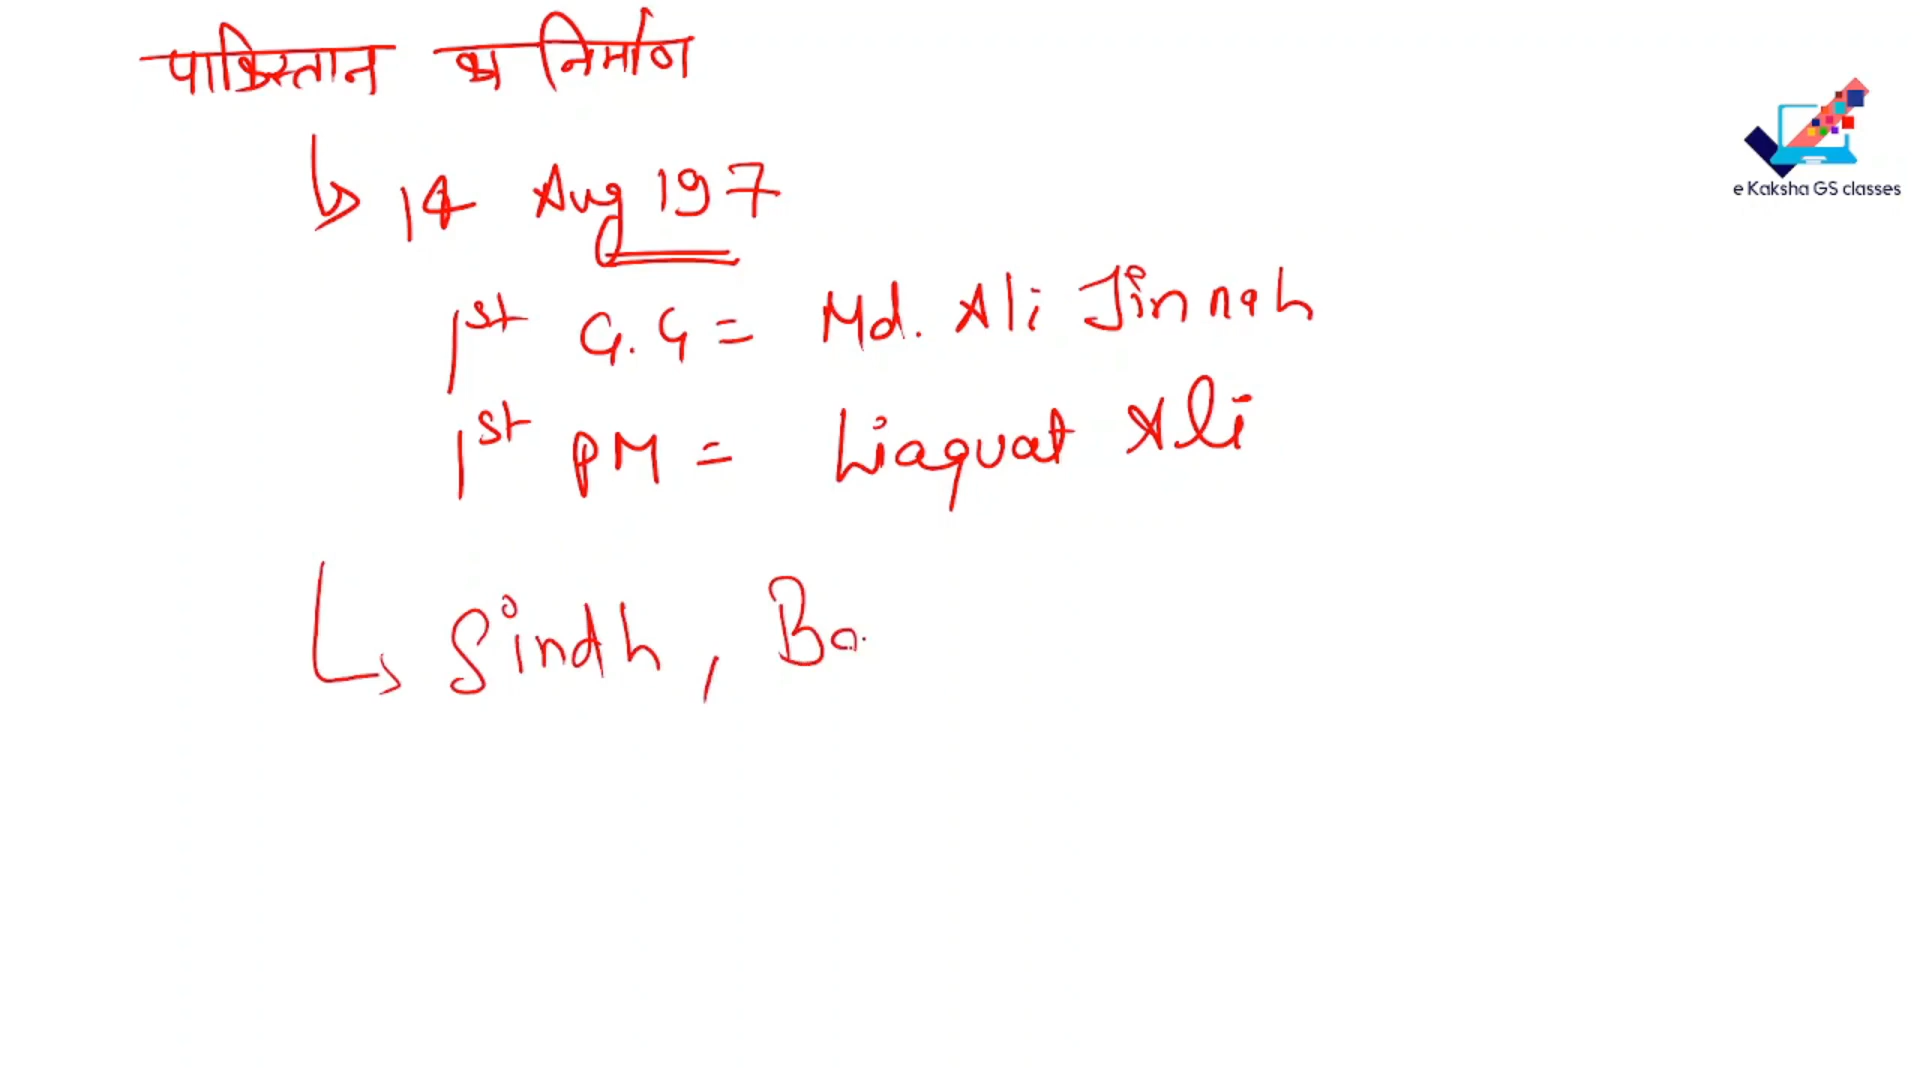 पाकिस्तान का निर्माण
14 Aug 197
e Kaksha GS classes
1st G.G = Md. Ali Jinnah
1st PM = Liaquat Ali
Sindh, Ba